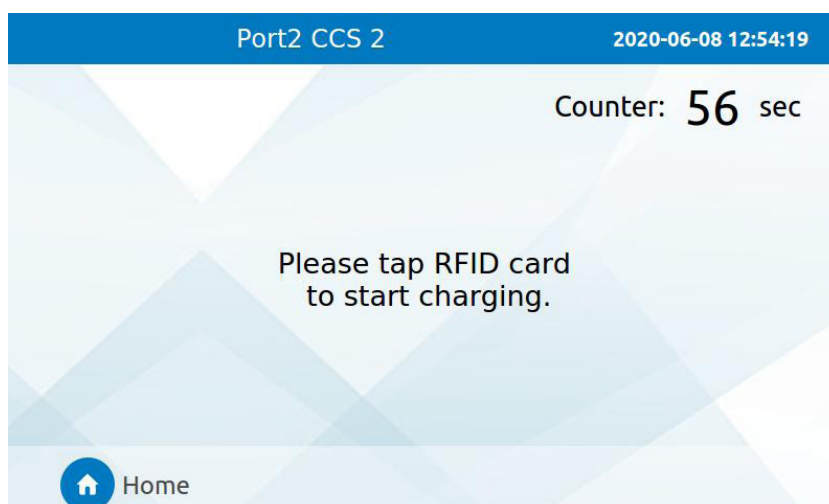 Port2 CCS 2
2020-06-08 12:54:19
Counter: 56 sec
Please tap RFID card
to start charging.
Home